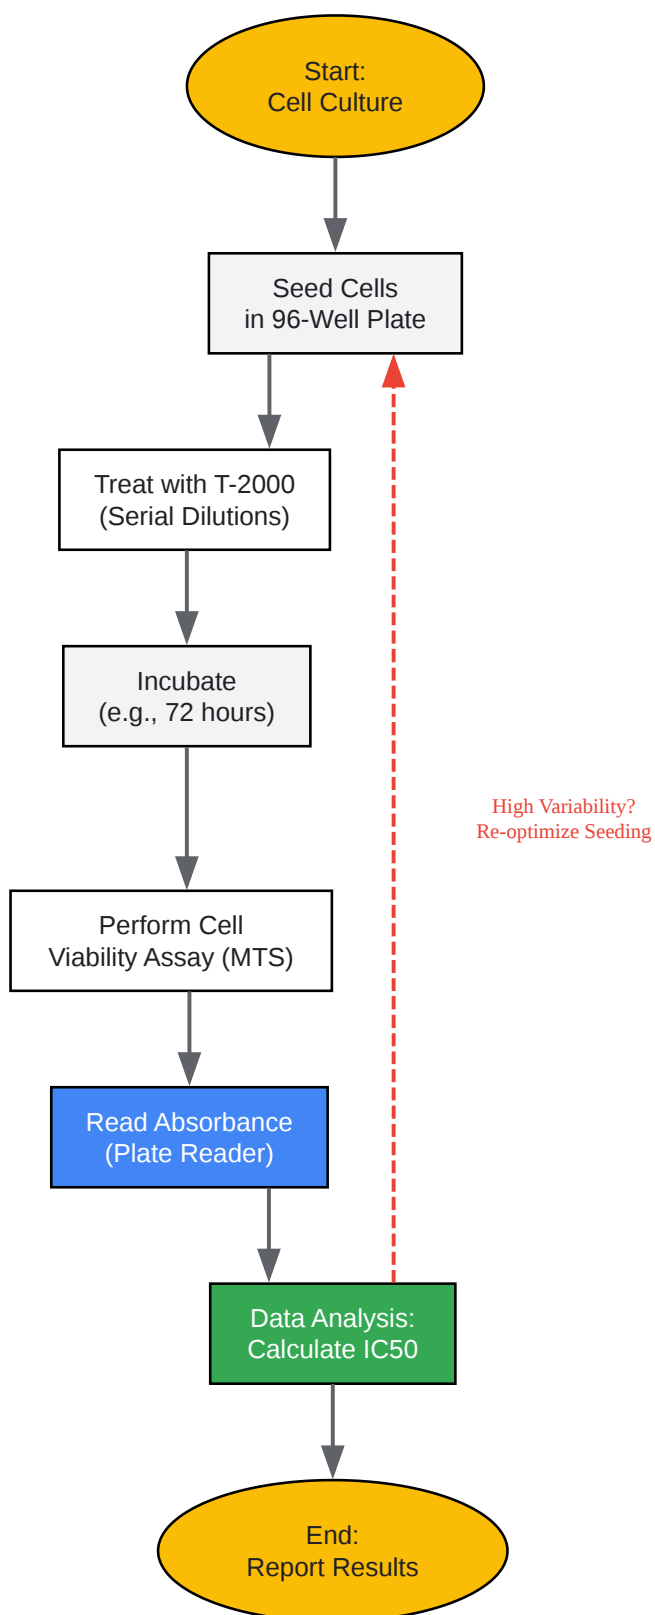 Start:
Cell Culture
Seed Cells
in 96-Well Plate
Treat with T-2000
(Serial Dilutions)
Incubate
(e.g., 72 hours)
High Variability?
Re-optimize Seeding
Perform Cell
Viability Assay (MTS)
Read Absorbance
(Plate Reader)
Data Analysis:
Calculate IC50
End:
Report Results